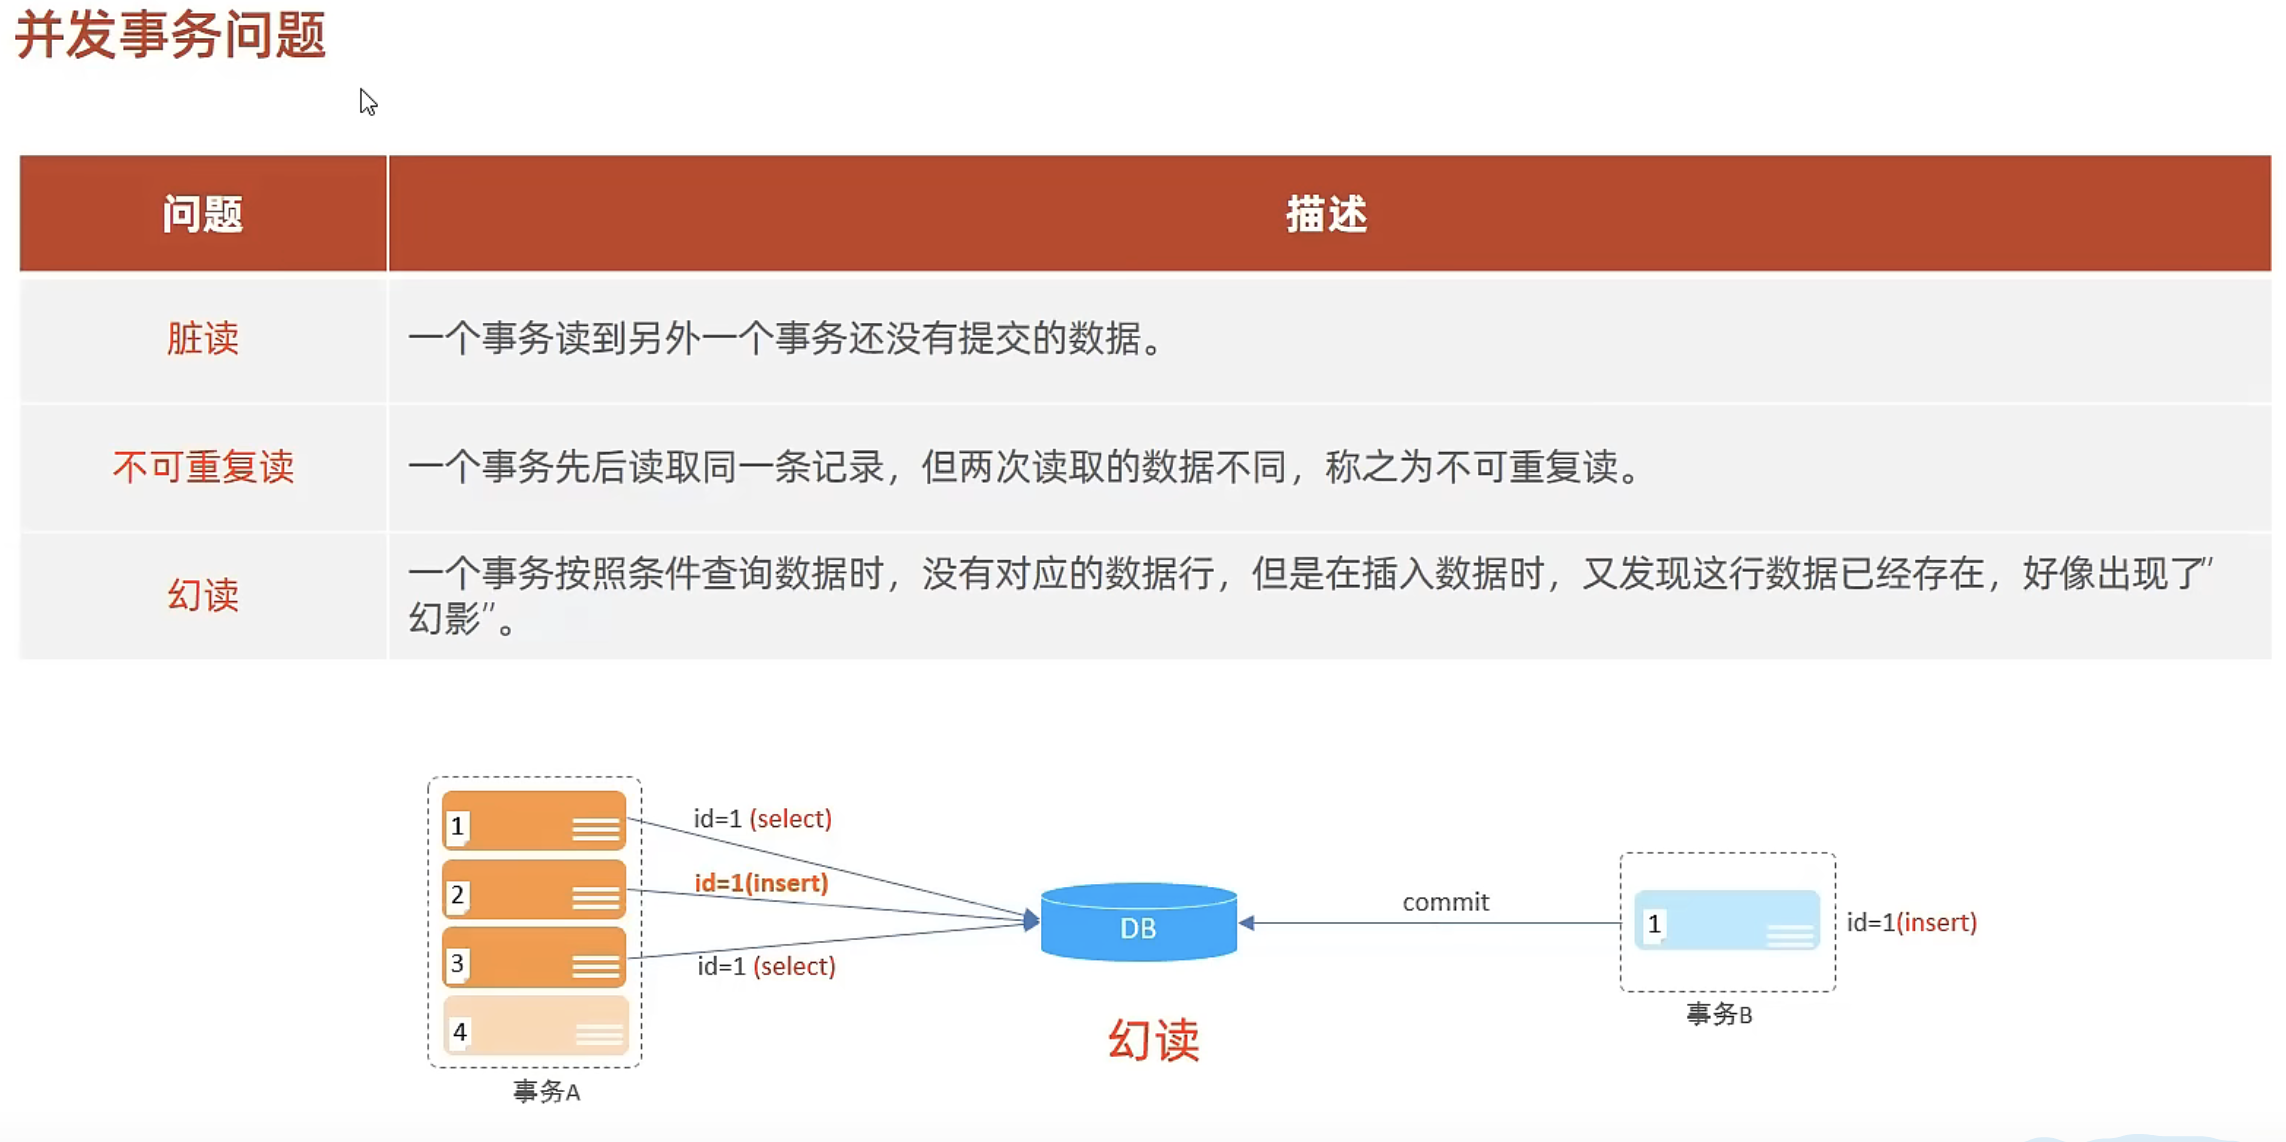 并发事务问题
问题
描述
脏读
一个事务读到另外一个事务还没有提交的数据。
不可重复读
一个事务先后读取同一条记录，但两次读取的数据不同，称之为不可重复读。
幻读
一个事务按照条件查询数据时，没有对应的数据行，但是在插入数据时，又发现这行数据已经存在，好像出现了"
幻影"。
1
id=1 (select)
2
id=1(insert)
3
id=1 (select)
4
事务A
DB
幻读
commit
1
id=1(insert)
事务B